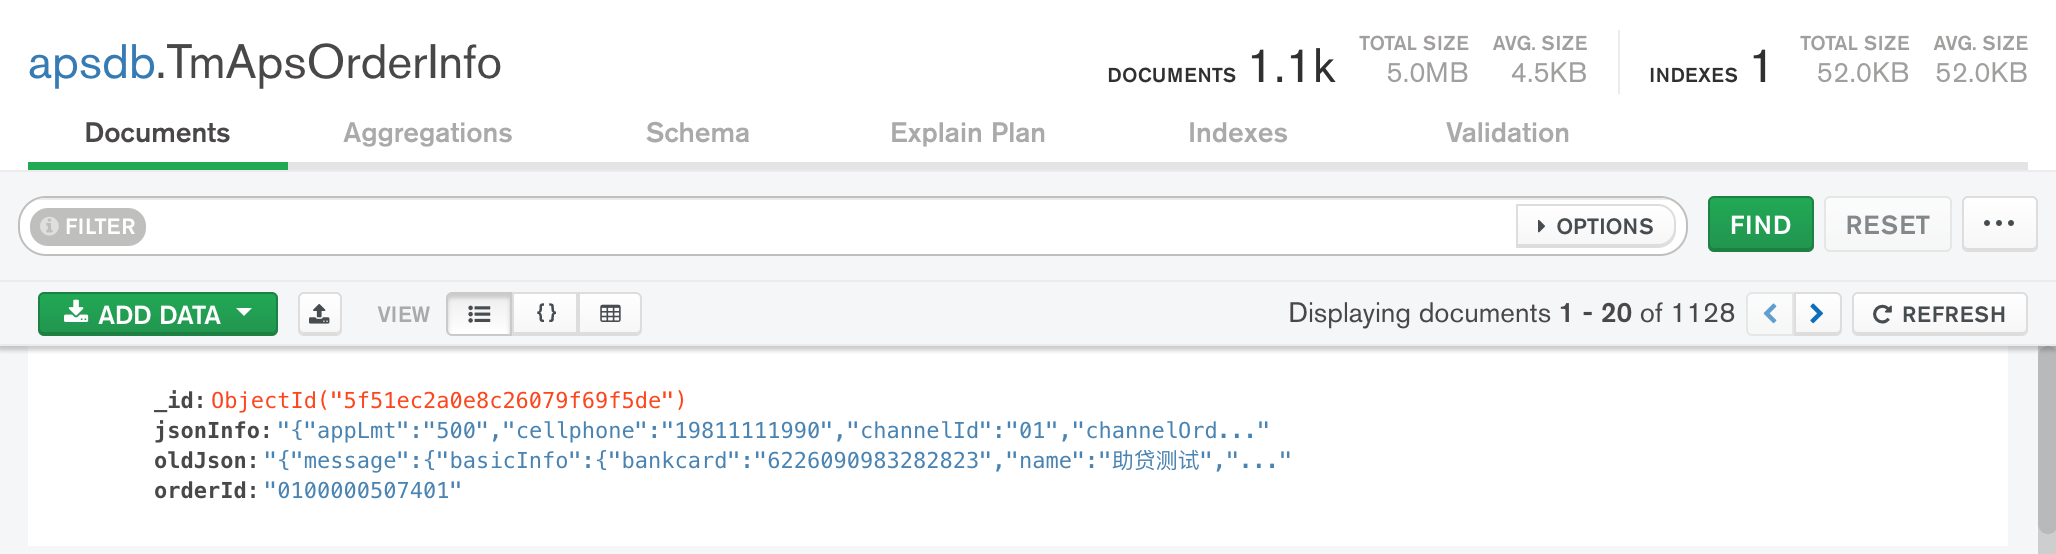 apsdb.TmApsOrderInfo
DOCUMENTS 1.1k TOTAL SIZE 5.0MB AVG. SIZE 4.5KB INDEXES 1 TOTAL SIZE 52.0KB AVG. SIZE 52.0KB
Documents Aggregations Schema Explain Plan Indexes Validation
FILTER OPTIONS FIND RESET ...
ADD DATA VIEW {} Displaying documents 1 - 20 of 1128 < > REFRESH
_id: ObjectId("5f51ec2a0e8c26079f69f5de")
jsonInfo: "{"appLmt":"500","cellphone":"19811111990","channelId":"01","channelOrd..."
oldJson: "{"message":{"basicInfo":{"bankcard":"6226090983282823","name":"助贷测试","..."
orderId: "0100000507401"